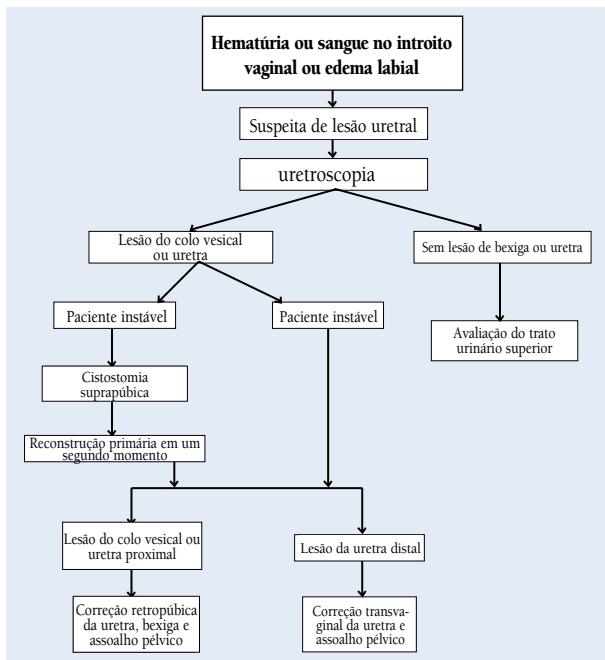 Hematúria ou sangue no introito
vaginal ou edema labial
Suspeita de lesão uretral
uretroscopia
Lesão do colo vesical
ou uretra
Sem lesão de bexiga ou uretra
Paciente instável
Paciente instável
Avaliação do trato
urinário superior
Cistostomia
suprapúbica
Reconstrução primária em um
segundo momento
Lesão do colo vesical ou
uretra proximal
Lesão da uretra distal
Correção retropúbica
da uretra, bexiga e
assoalho pélvico
Correção transva-
ginal da uretra e
assoalho pélvico